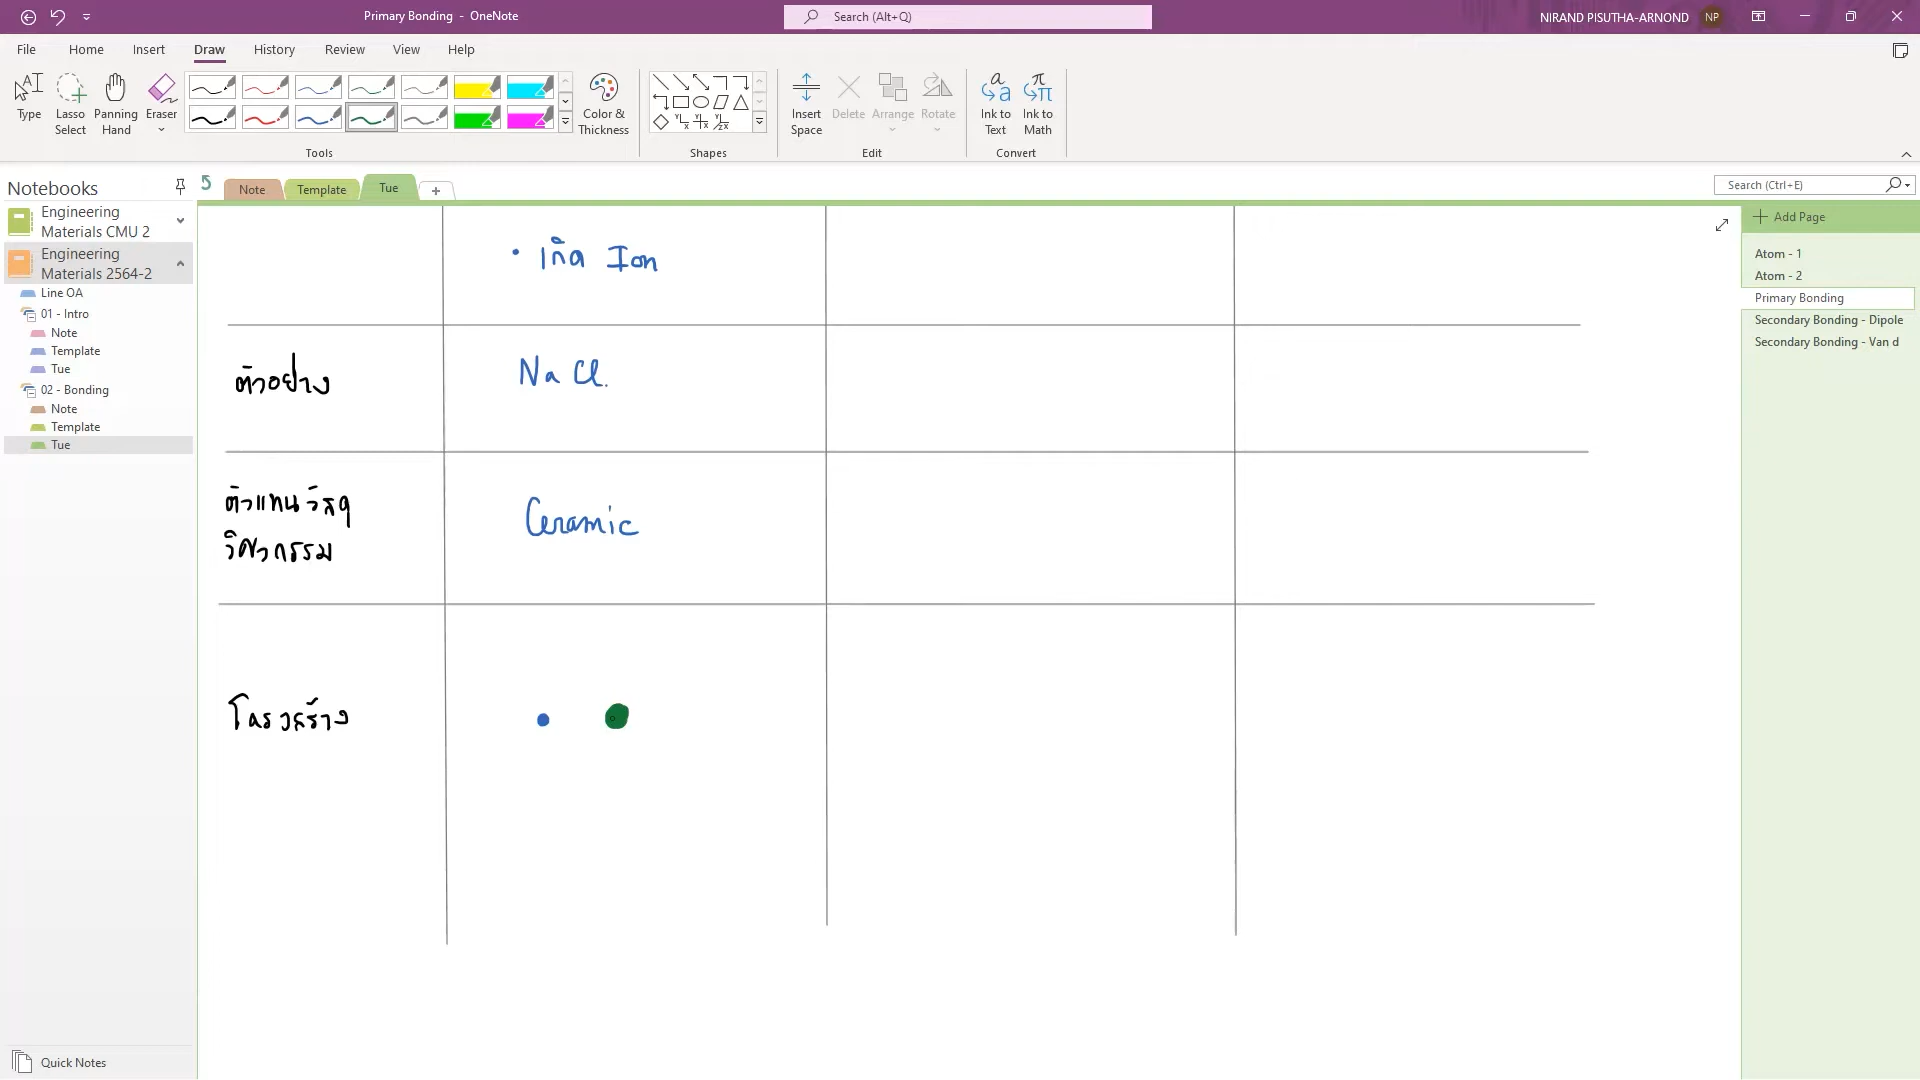 Primary Bonding - OneNote
Search (Alt+Q)
NIRAND PISUTHA-ARNOND
NP
File
Home
Insert
Draw
History
Review
View
Help
Type
Lasso Select
Panning Hand
Eraser
Color & Thickness
Insert Space
Delete
Arrange
Rotate
Ink to Text
Ink to Math
Tools
Shapes
Edit
Convert
Notebooks
Note
Template
Tue
Search (Ctrl+E)
Engineering
Materials CMU 2
Engineering
Materials 2564-2
Line OA
01 - Intro
Note
Template
Tue
02 - Bonding
Note
Template
Tue
Quick Notes
Add Page
Atom - 1
Atom - 2
Primary Bonding
Secondary Bonding - Dipole
Secondary Bonding - Van d
• เกิด Ion
ตัวอย่าง
NaCl.
ตัวแทนวัสดุ
วิศวกรรม
Ceramic
โครงสร้าง